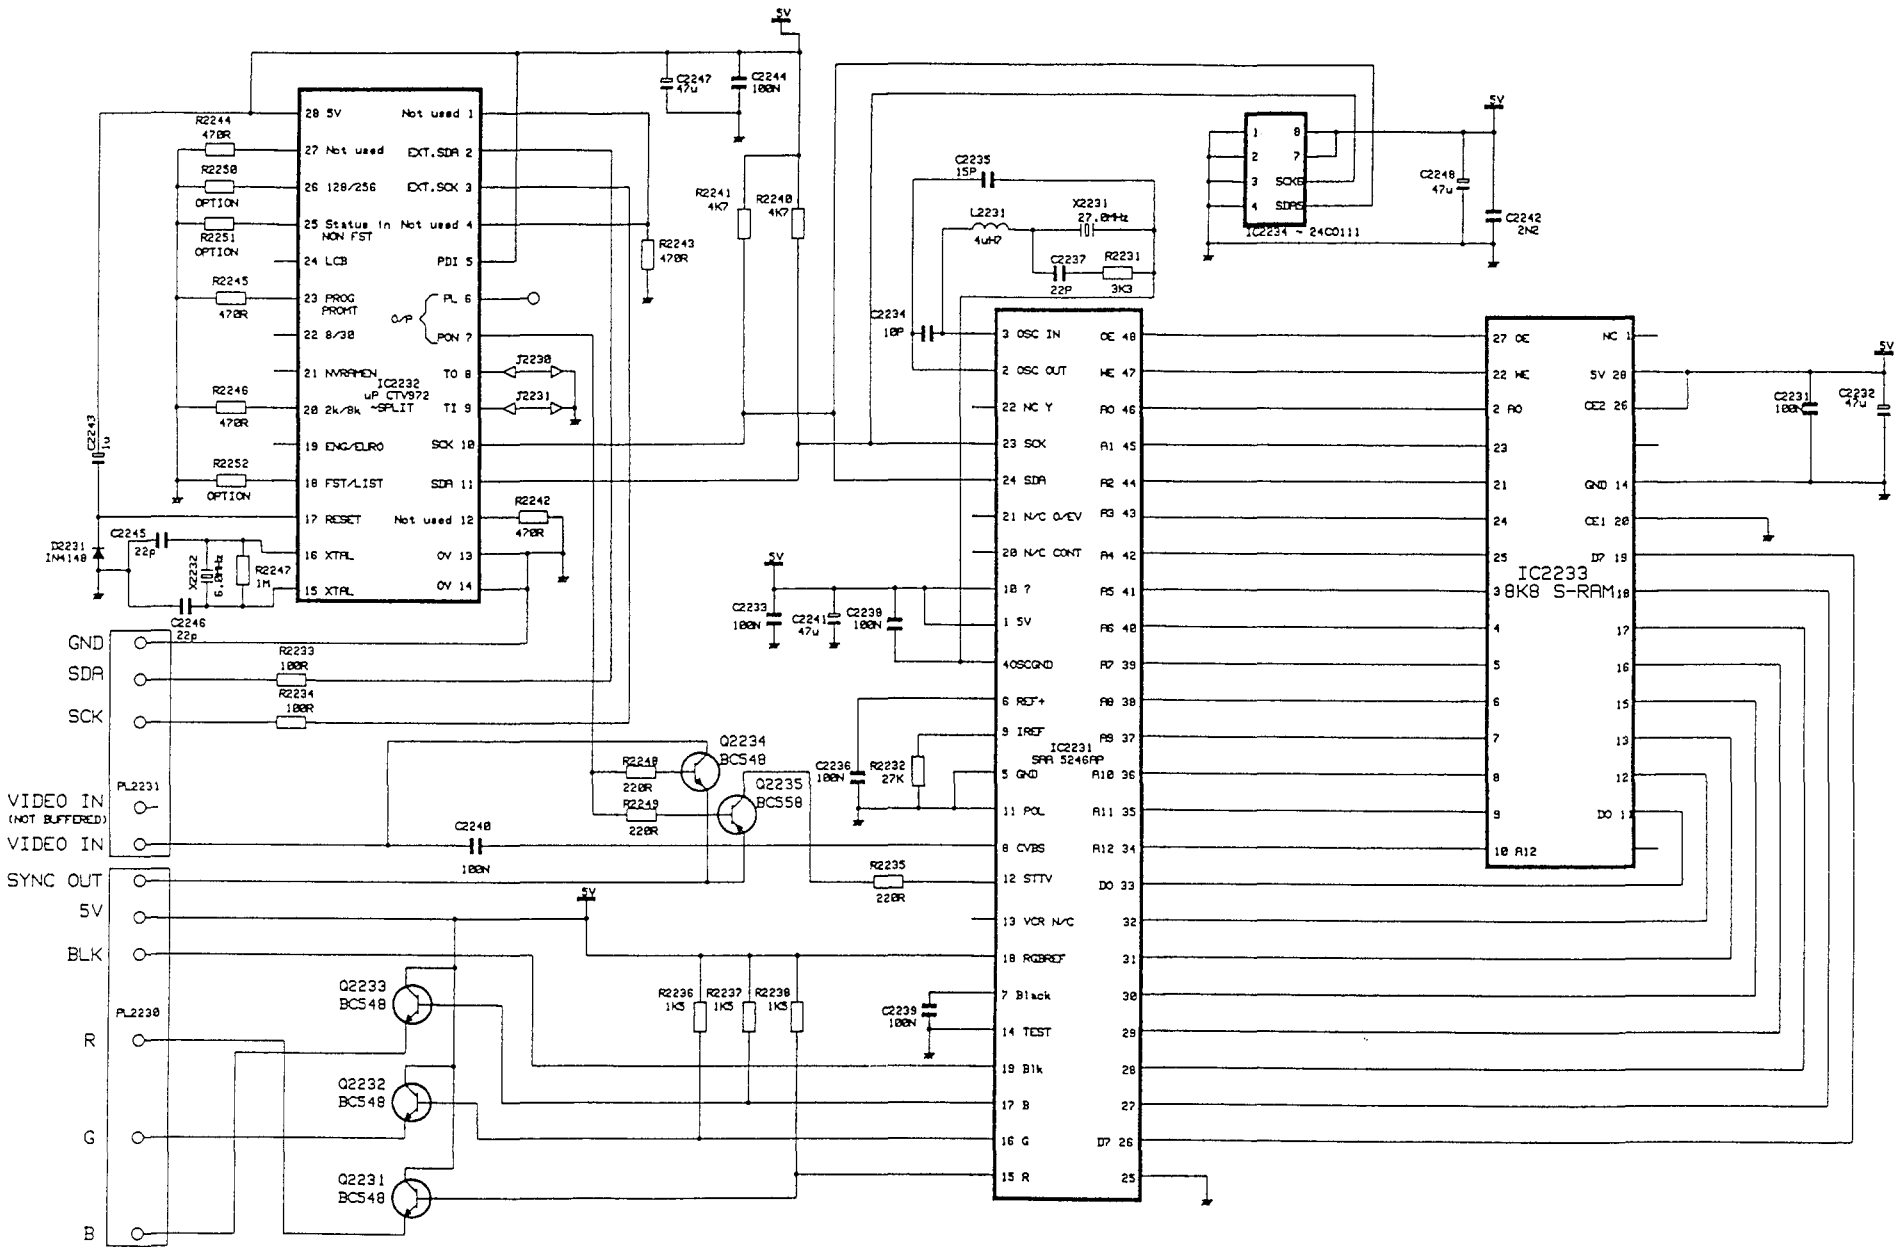 5V
C2247
47u
C2244
100N
28 5V
Not used 1
R2244
470R
27 Not used
EXT.SDA 2
R2250
OPTION
26 128/256
EXT.SCK 3
R2251
OPTION
25 Status in
NON FST
Not used 4
24 LCB
PDI 5
R2243
470R
R2245
470R
23 PROG
PROMT
O/P
PL 6
22 8/30
PON 7
21 NVRAMEN
IC2232
uP CTV972
~SPLIT
TO 8
J2230
R2246
470R
20 2k/8k
TI 9
J2231
C2243
1u
19 ENG/EURO
SCK 10
R2252
OPTION
18 FST/LIST
SDA 11
17 RESET
Not used 12
R2242
470R
D2231
IN4148
C2245
22p
X2232
6.0MHz
R2247
1M
C2246
22p
16 XTAL
0V 13
15 XTAL
0V 14
R2241
4K7
R2240
4K7
C2235
15P
L2231
4uH7
X2231
27.0MHz
C2237
22P
R2231
3K3
C2234
10P
1
2
3
4
8
7
SCK6
SDA5
IC2234 ~ 24C0111
5V
C2248
47u
C2242
2N2
GND
SDA
SCK
R2233
100R
R2234
100R
PL2231
VIDEO IN
(NOT BUFFERED)
VIDEO IN
C2240
100N
R2248
220R
R2249
220R
Q2234
BC548
Q2235
BC558
R2235
220R
SYNC OUT
5V
BLK
PL2230
R
G
B
5V
Q2233
BC548
Q2232
BC548
Q2231
BC548
R2236
1K5
R2237
1K5
R2238
1K5
5V
C2233
100N
C2241
47u
C2238
100N
C2236
100N
R2232
27K
C2239
100N
3 OSC IN
OE 48
2 OSC OUT
WE 47
22 NC Y
A0 46
23 SCK
A1 45
24 SDA
A2 44
21 N/C O/EV
A3 43
20 N/C CONT
A4 42
10 ?
A5 41
1 5V
A6 40
4OSCGND
A7 39
6 REF+
A8 38
9 IREF
A9 37
IC2231
SAA 5246AP
5 GND
A10 36
11 POL
A11 35
8 CVBS
A12 34
12 STTV
D0 33
13 VCR N/C
32
18 RGBREF
31
7 Black
30
14 TEST
29
19 Blk
28
17 B
27
16 G
D7 26
15 R
25
27 OE
NC 1
22 WE
5V 28
2 A0
CE2 26
23
21
GND 14
24
CE1 20
25
D7 19
IC2233
8K8 S-RAM
3
18
4
17
5
16
6
15
7
13
8
12
9
D0 11
10 A12
5V
C2231
100N
C2232
47u